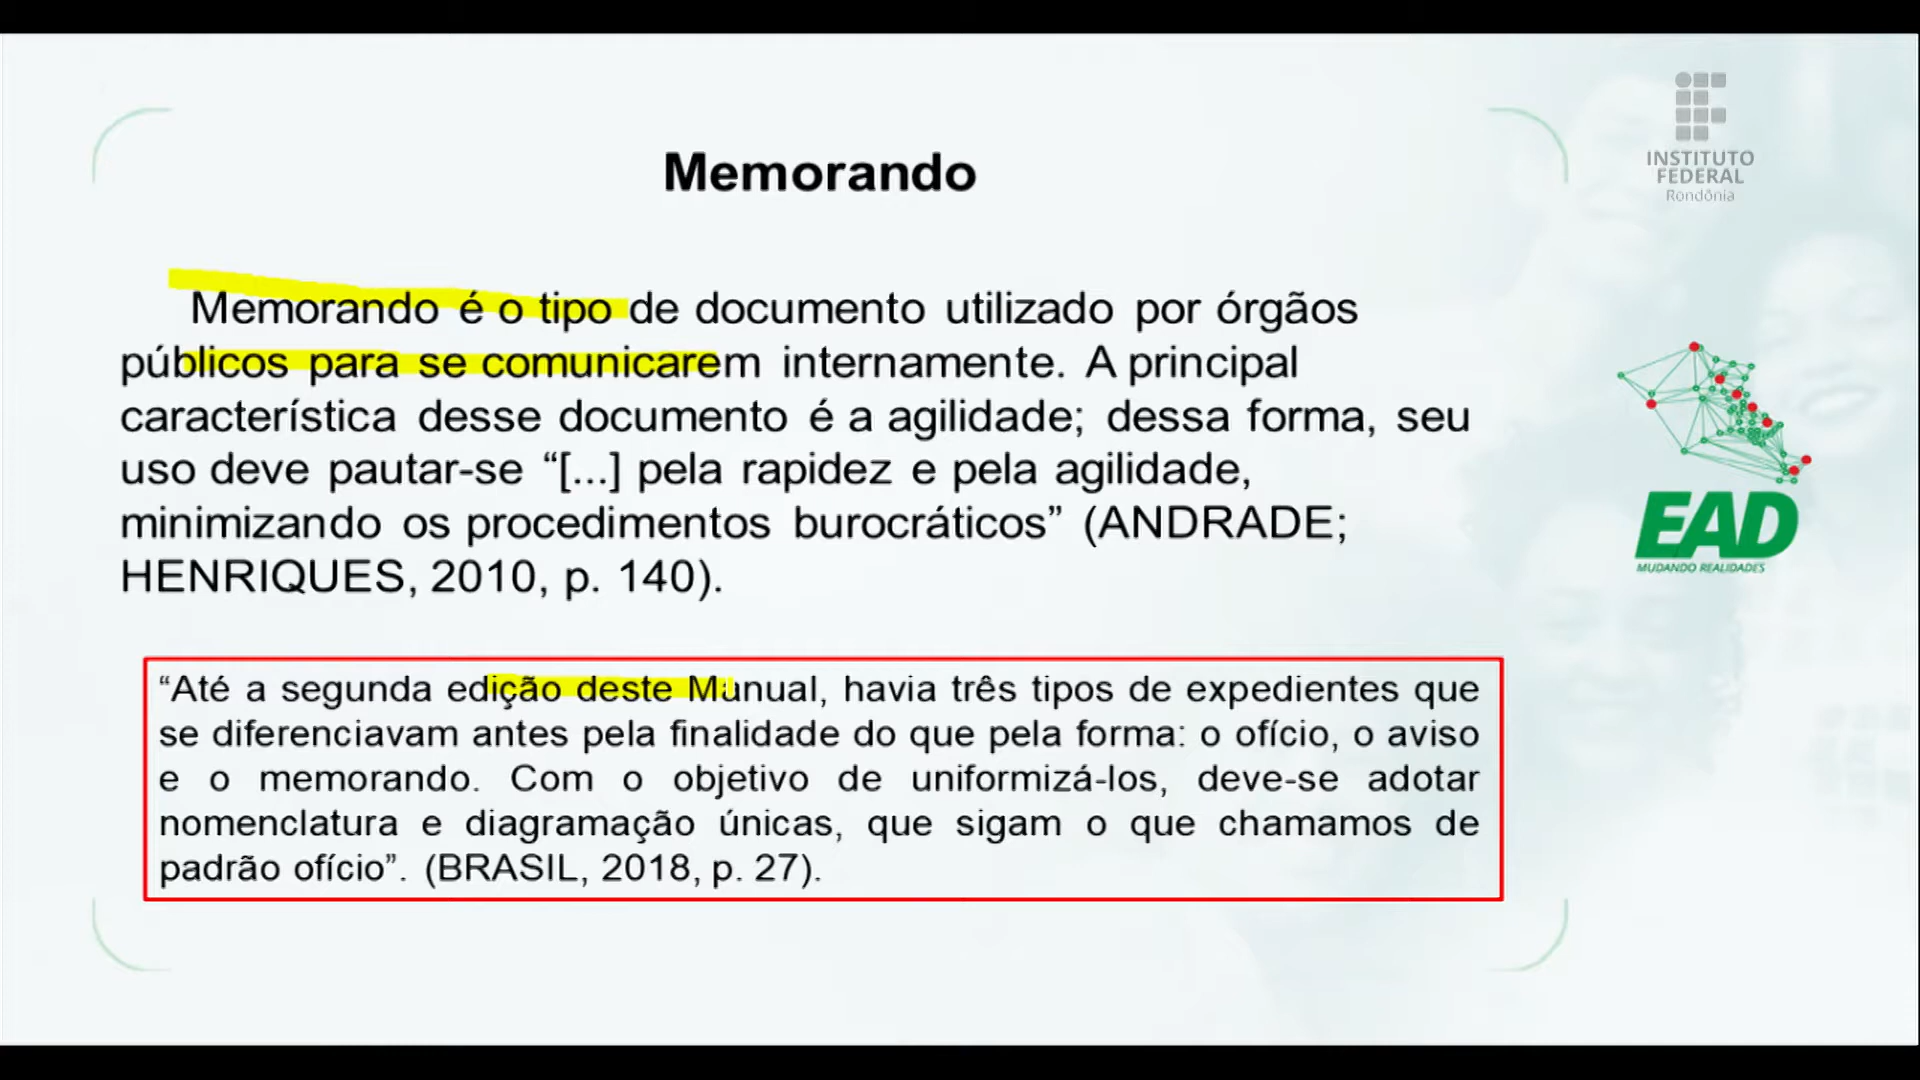 INSTITUTO
FEDERAL
Rondônia
Memorando
Memorando é o tipo de documento utilizado por órgãos
públicos para se comunicarem internamente. A principal
característica desse documento é a agilidade; dessa forma, seu
uso deve pautar-se “[...] pela rapidez e pela agilidade,
minimizando os procedimentos burocráticos” (ANDRADE;
HENRIQUES, 2010, p. 140).
EAD
MUDANDO REALIDADES
“Até a segunda edição deste Manual, havia três tipos de expedientes que
se diferenciavam antes pela finalidade do que pela forma: o ofício, o aviso
e o memorando. Com o objetivo de uniformizá-los, deve-se adotar
nomenclatura e diagramação únicas, que sigam o que chamamos de
padrão ofício”. (BRASIL, 2018, p. 27).